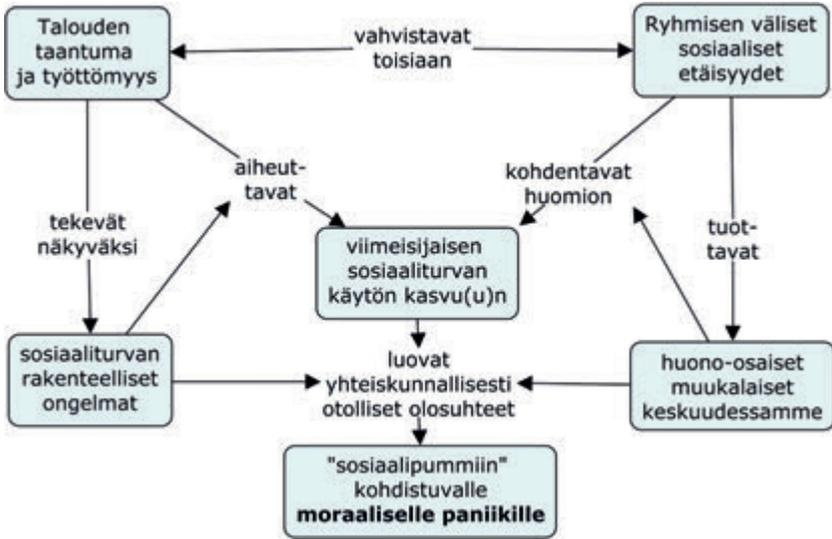 Talouden
taantuma
ja työttömyys
vahvistavat
toisiaan
Ryhmisen väliset
sosiaaliset
etäisyydet
aiheut-
tavat
kohdentavat
huomion
tekevät
näkyväksi
tuot-
tavat
viimeisijaisen
sosiaaliturvan
käytön kasvu(u)n
sosiaaliturvan
rakenteelliset
ongelmat
luovat
yhteiskunnallisesti
otolliset olosuhteet
huono-osaiset
muukalaiset
keskuudessamme
"sosiaalipummiin"
kohdistuvalle
moraaliselle paniikille